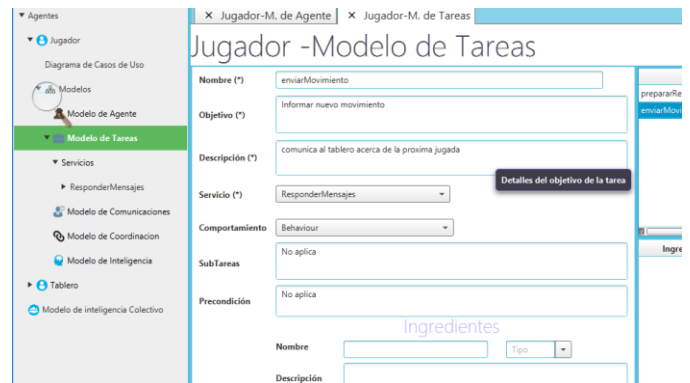 Agentes
Jugador-M. de Agente
Jugador-M. de Tareas
Jugador
Jugador -Modelo de Tareas
Diagrama de Casos de Uso
Modelos
Modelo de Agente
Modelo de Tareas
Servicios
ResponderMensajes
Modelo de Comunicaciones
Modelo de Coordinacion
Modelo de Inteligencia
Tablero
Modelo de inteligencia Colectivo
Nombre (*)
enviarMovimiento
Objetivo (*)
Informar nuevo movimiento
Descripción (*)
comunica al tablero acerca de la proxima jugada
Detalles del objetivo de la tarea
Servicio (*)
ResponderMensajes
Comportamiento
Behaviour
SubTareas
No aplica
Precondición
No aplica
Ingredientes
Nombre
Tipo
Descripción
prepararRe
enviarMovi
Ingre